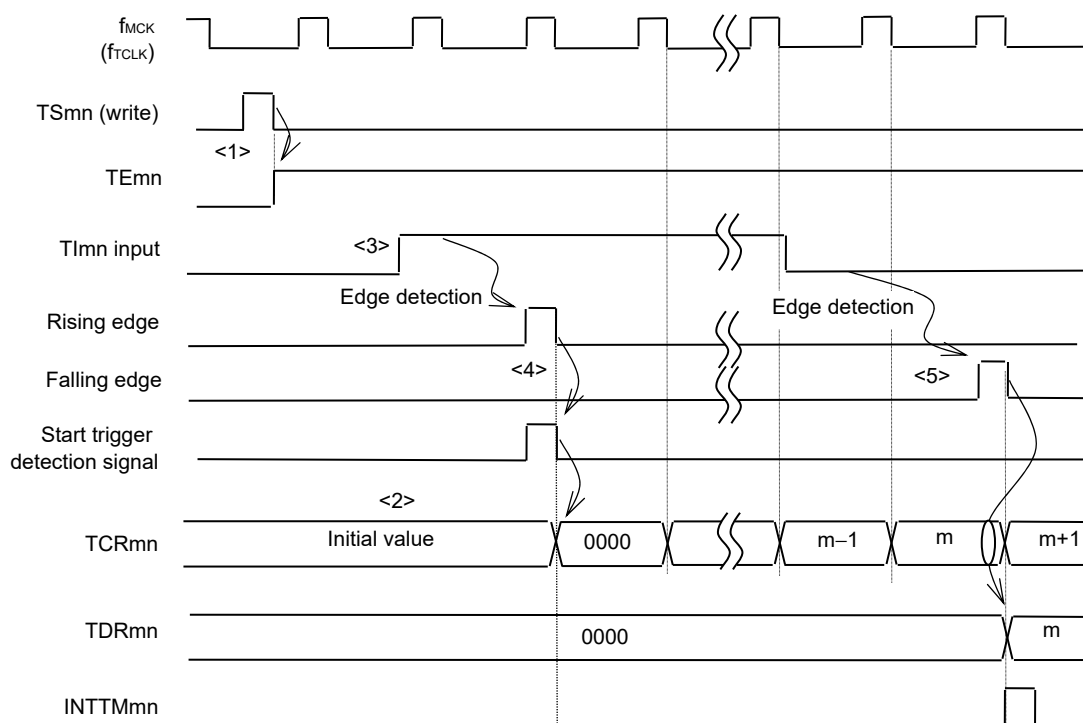 fMCK
(fTCLK)
TSmn (write)
<1>
TEmn
TImn input
<3>
Edge detection
Edge detection
Rising edge
<4>
Falling edge
<5>
Start trigger
detection signal
<2>
TCRmn
Initial value
0000
m−1
m
m+1
TDRmn
0000
m
INTTMmn